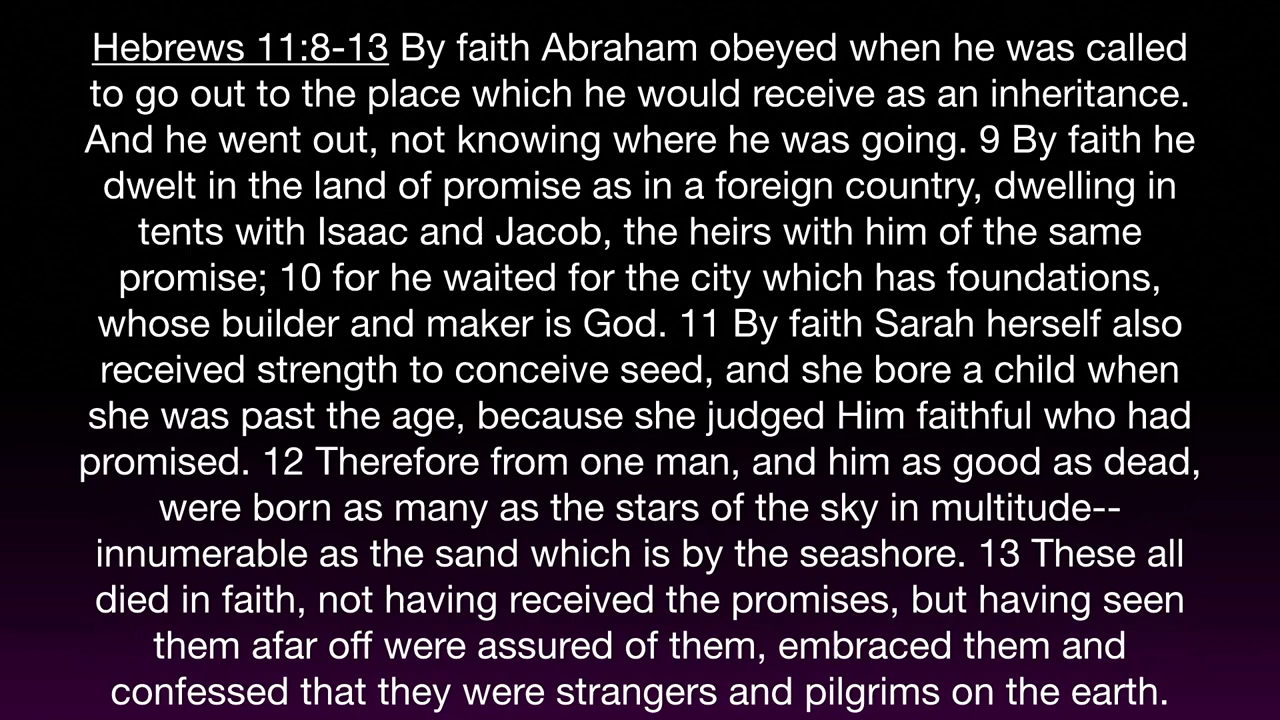 Hebrews 11:8-13 By faith Abraham obeyed when he was called
to go out to the place which he would receive as an inheritance.
And he went out, not knowing where he was going. 9 By faith he
dwelt in the land of promise as in a foreign country, dwelling in
tents with Isaac and Jacob, the heirs with him of the same
promise; 10 for he waited for the city which has foundations,
whose builder and maker is God. 11 By faith Sarah herself also
received strength to conceive seed, and she bore a child when
she was past the age, because she judged Him faithful who had
promised. 12 Therefore from one man, and him as good as dead,
were born as many as the stars of the sky in multitude--
innumerable as the sand which is by the seashore. 13 These all
died in faith, not having received the promises, but having seen
them afar off were assured of them, embraced them and
confessed that they were strangers and pilgrims on the earth.